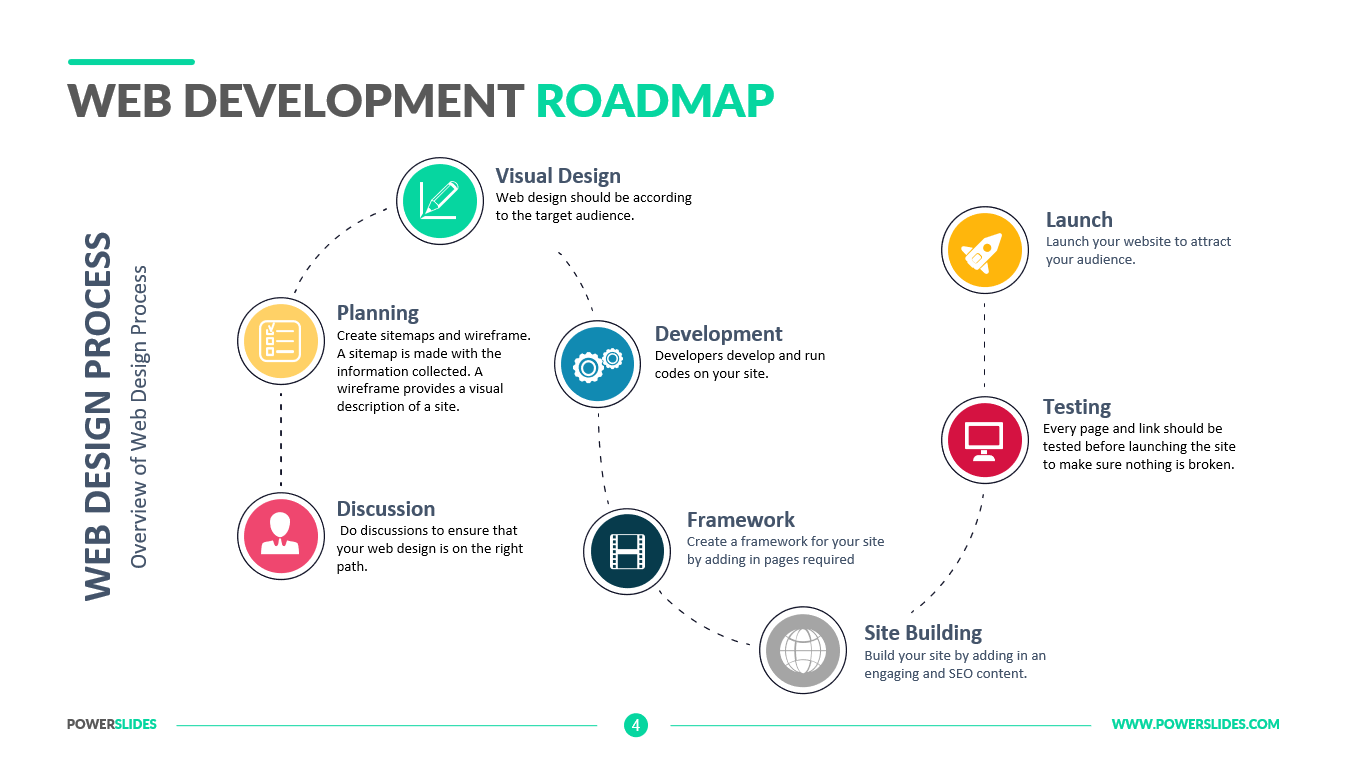 WEB DEVELOPMENT ROADMAP
WEB DESIGN PROCESS
Overview of Web Design Process
Discussion
Do discussions to ensure that
your web design is on the right
path.
Planning
Create sitemaps and wireframe.
A sitemap is made with the
information collected. A
wireframe provides a visual
description of a site.
Visual Design
Web design should be according
to the target audience.
Development
Developers develop and run
codes on your site.
Framework
Create a framework for your site
by adding in pages required
Site Building
Build your site by adding in an
engaging and SEO content.
Testing
Every page and link should be
tested before launching the site
to make sure nothing is broken.
Launch
Launch your website to attract
your audience.
POWERSLIDES
4
WWW.POWERSLIDES.COM